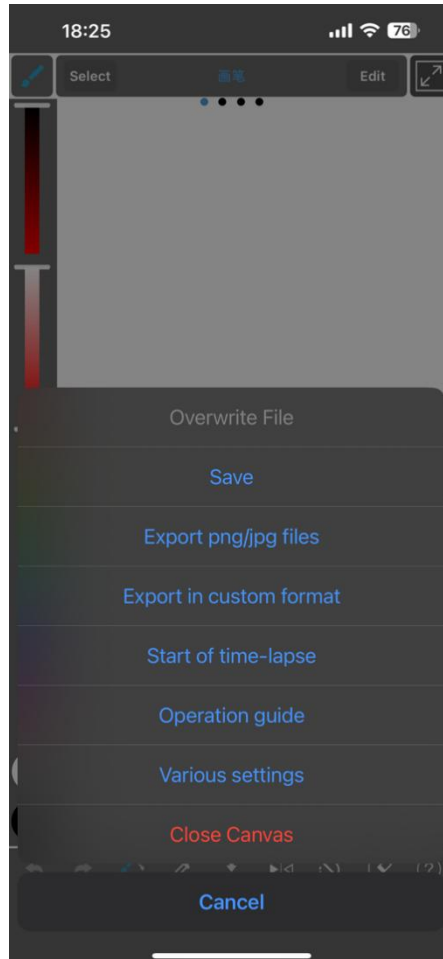 18:25
76
Select
画笔
Edit
Overwrite File
Save
Export png/jpg files
Export in custom format
Start of time-lapse
Operation guide
Various settings
Close Canvas
(?)
Cancel